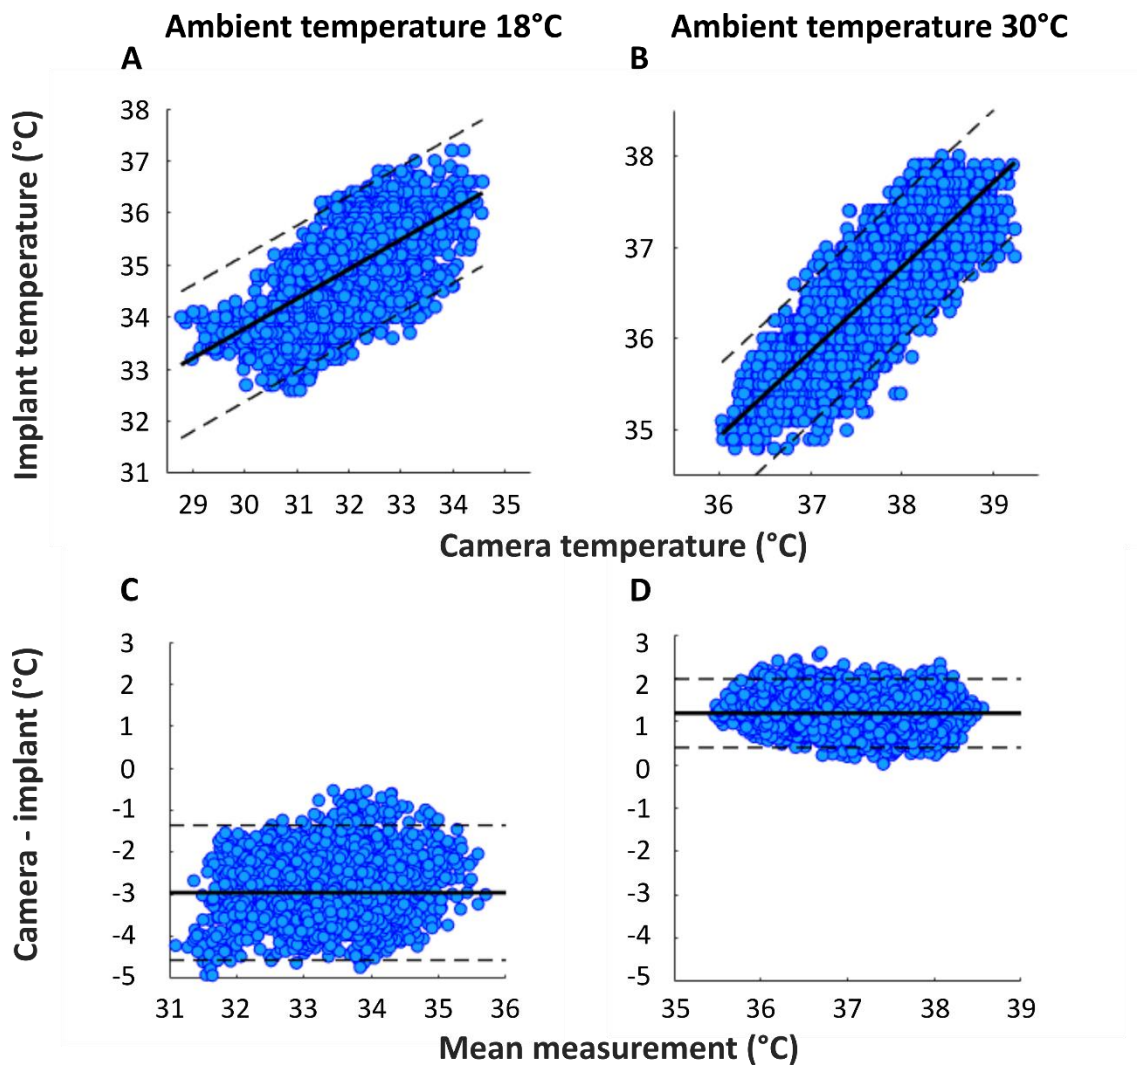 Ambient temperature 18°C
Ambient temperature 30°C
A
B
Implant temperature (°C)
38
37
36
35
34
33
32
31
29 30 31 32 33 34 35
38
37
36
35
36 37 38 39
Camera temperature (°C)
C
D
Camera - implant (°C)
3
2
1
0
-1
-2
-3
-4
-5
31 32 33 34 35 36
3
2
1
0
-1
-2
-3
-4
-5
35 36 37 38 39
Mean measurement (°C)